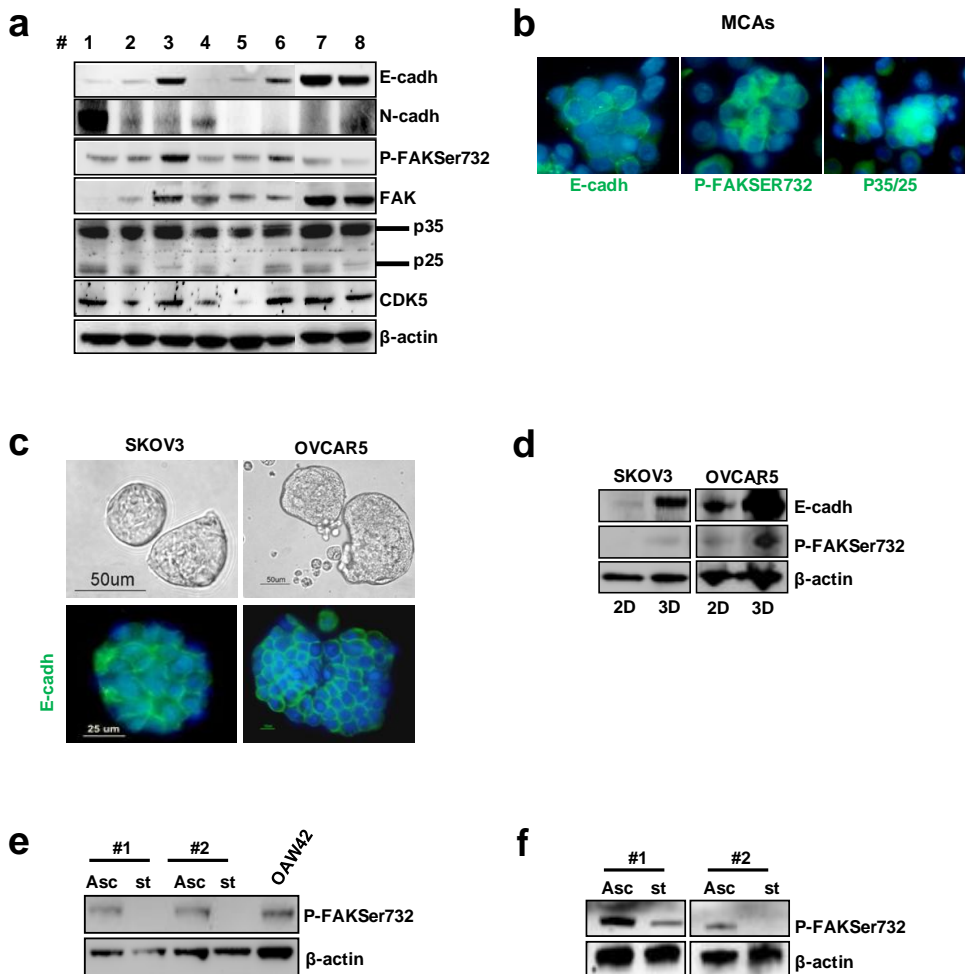 a
# 1 2 3 4 5 6 7 8
E-cadh
N-cadh
P-FAKSer732
FAK
p35
p25
CDK5
β-actin
b
MCAs
E-cadh P-FAKSER732 P35/25
c
SKOV3 OVCAR5
50um 50um
E-cadh
25 um
d
SKOV3 OVCAR5
E-cadh
P-FAKSer732
β-actin
2D 3D 2D 3D
e
#1 #2 OAW42
Asc st Asc st
P-FAKSer732
β-actin
f
#1 #2
Asc st Asc st
P-FAKSer732
β-actin